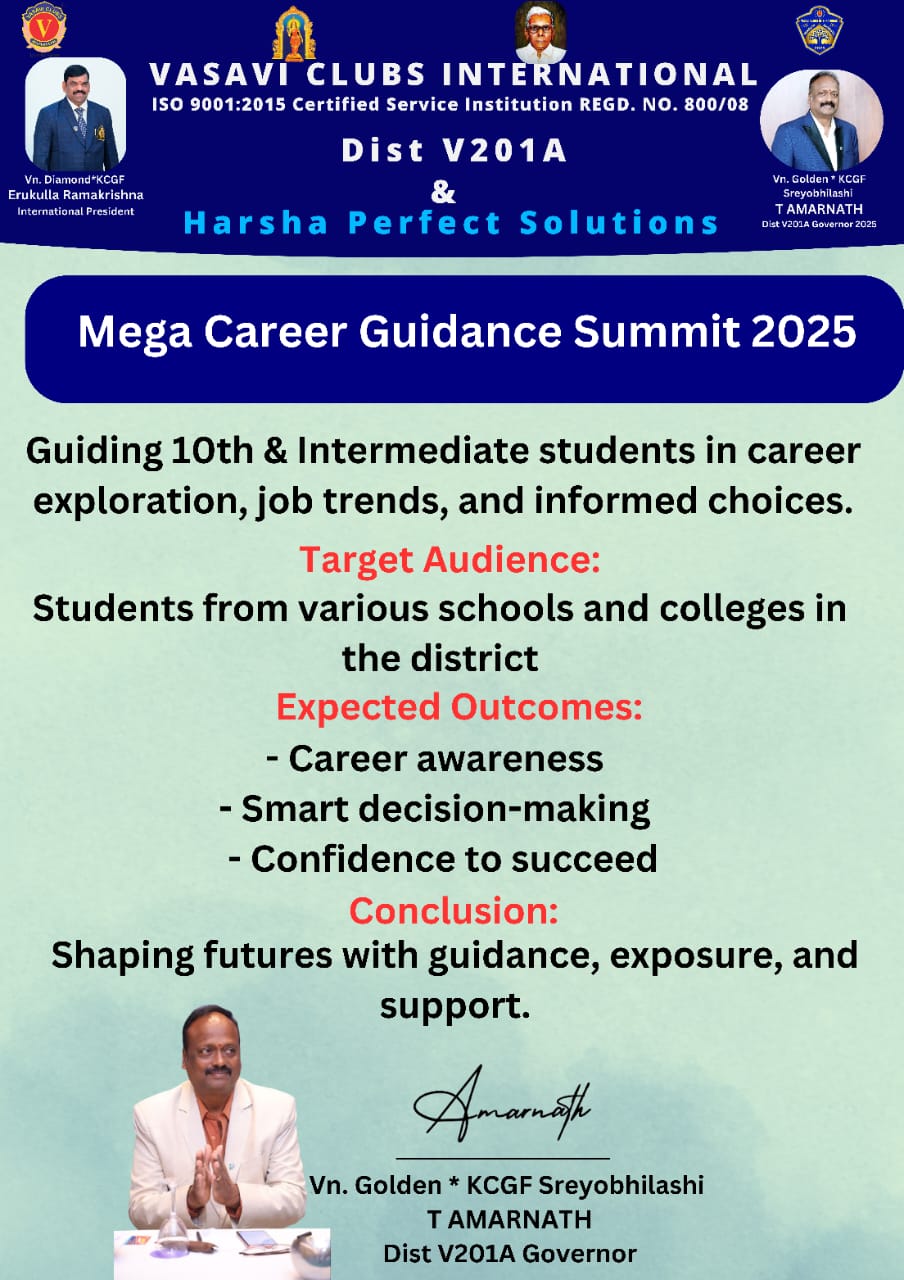 VASAVI CLUBS
V
VASAVI CLUBS INTERNATIONAL
ISO 9001:2015 Certified Service Institution REGD. NO. 800/08
Dist V201A
&
Harsha Perfect Solutions
Vn. Diamond*KCGF
Erukulla Ramakrishna
International President
Vn. Golden * KCGF
Sreyobhilashi
T AMARNATH
Dist V201A Governor 2025
Mega Career Guidance Summit 2025
Guiding 10th & Intermediate students in career
exploration, job trends, and informed choices.
Target Audience:
Students from various schools and colleges in
the district
Expected Outcomes:
- Career awareness
- Smart decision-making
- Confidence to succeed
Conclusion:
Shaping futures with guidance, exposure, and
support.
Amarnath
Vn. Golden * KCGF Sreyobhilashi
T AMARNATH
Dist V201A Governor